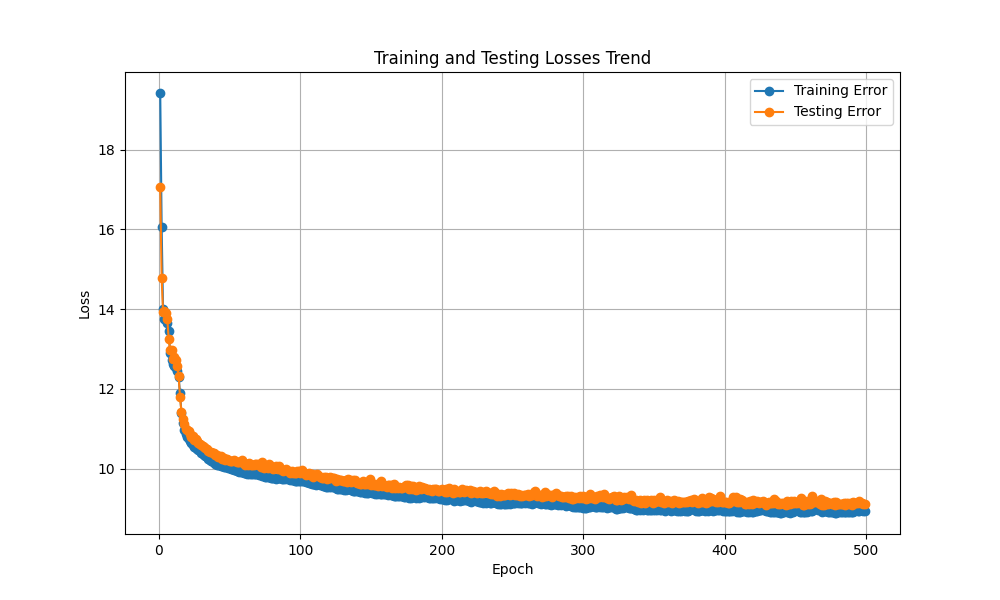 Training and Testing Losses Trend
Training Error
Testing Error
18
16
14
12
10
Loss
0
100
200
300
400
500
Epoch